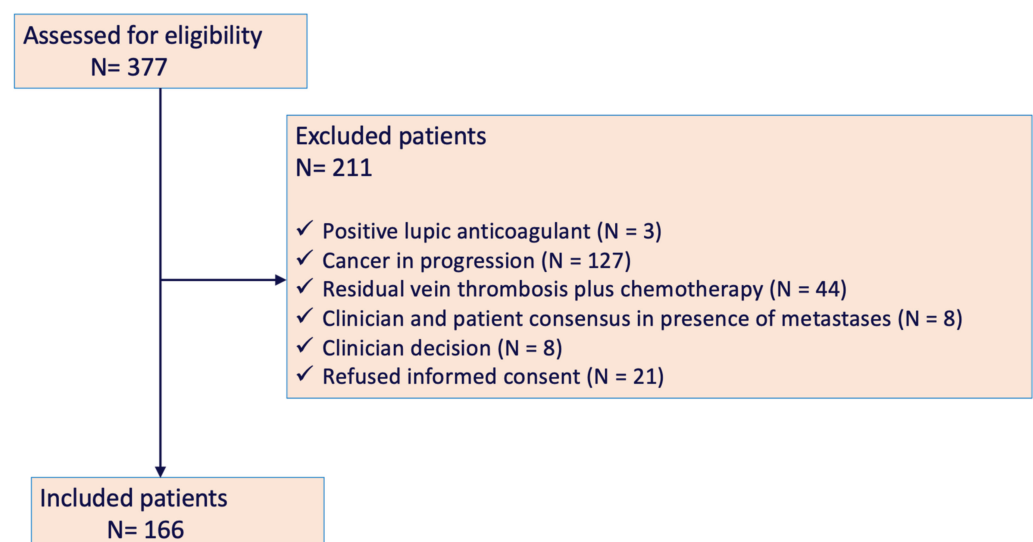 Assessed for eligibility
N= 377
Excluded patients
N= 211
✓ Positive lupic anticoagulant (N = 3)
✓ Cancer in progression (N = 127)
✓ Residual vein thrombosis plus chemotherapy (N = 44)
✓ Clinician and patient consensus in presence of metastases (N = 8)
✓ Clinician decision (N = 8)
✓ Refused informed consent (N = 21)
Included patients
N= 166